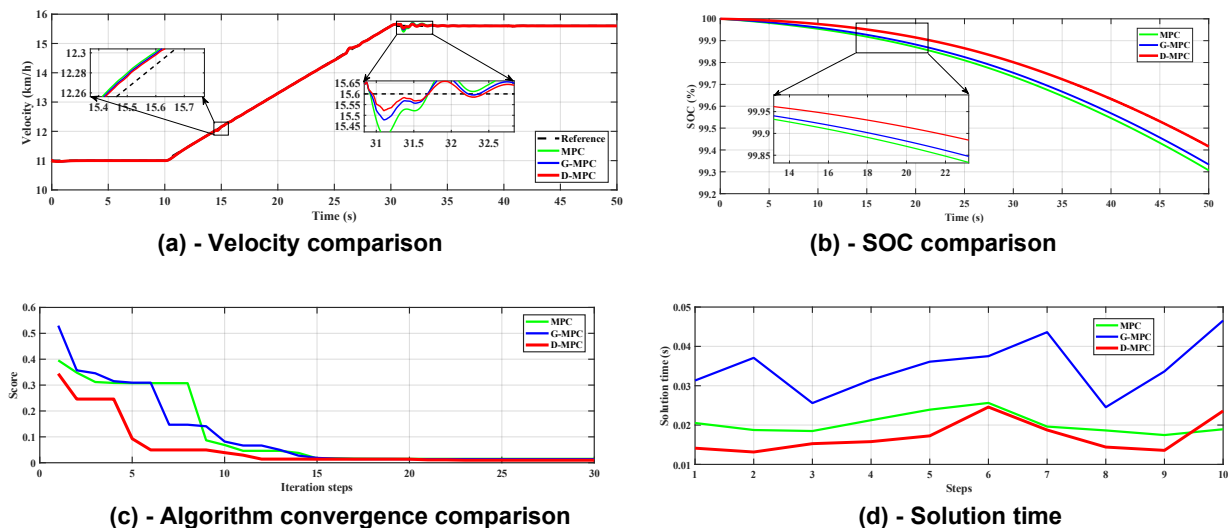 16
15
14
13
12
11
10
Velocity (km/h)
12.3
12.28
12.26
15.4 15.5 15.6 15.7
15.65
15.6
15.55
15.5
15.45
31 31.5 32 32.5
Reference
MPC
G-MPC
D-MPC
0 5 10 15 20 25 30 35 40 45 50
Time (s)
(a) - Velocity comparison
100
99.9
99.8
99.7
99.6
99.5
99.4
99.3
99.2
SOC (%)
99.95
99.9
99.85
14 16 18 20 22
MPC
G-MPC
D-MPC
0 5 10 15 20 25 30 35 40 45 50
Time (s)
(b) - SOC comparison
0.6
0.5
0.4
0.3
0.2
0.1
0
Score
MPC
G-MPC
D-MPC
0 5 10 15 20 25 30
Iteration steps
(c) - Algorithm convergence comparison
0.05
0.04
0.03
0.02
0.01
Solution time (s)
MPC
G-MPC
D-MPC
1 2 3 4 5 6 7 8 9 10
Steps
(d) - Solution time